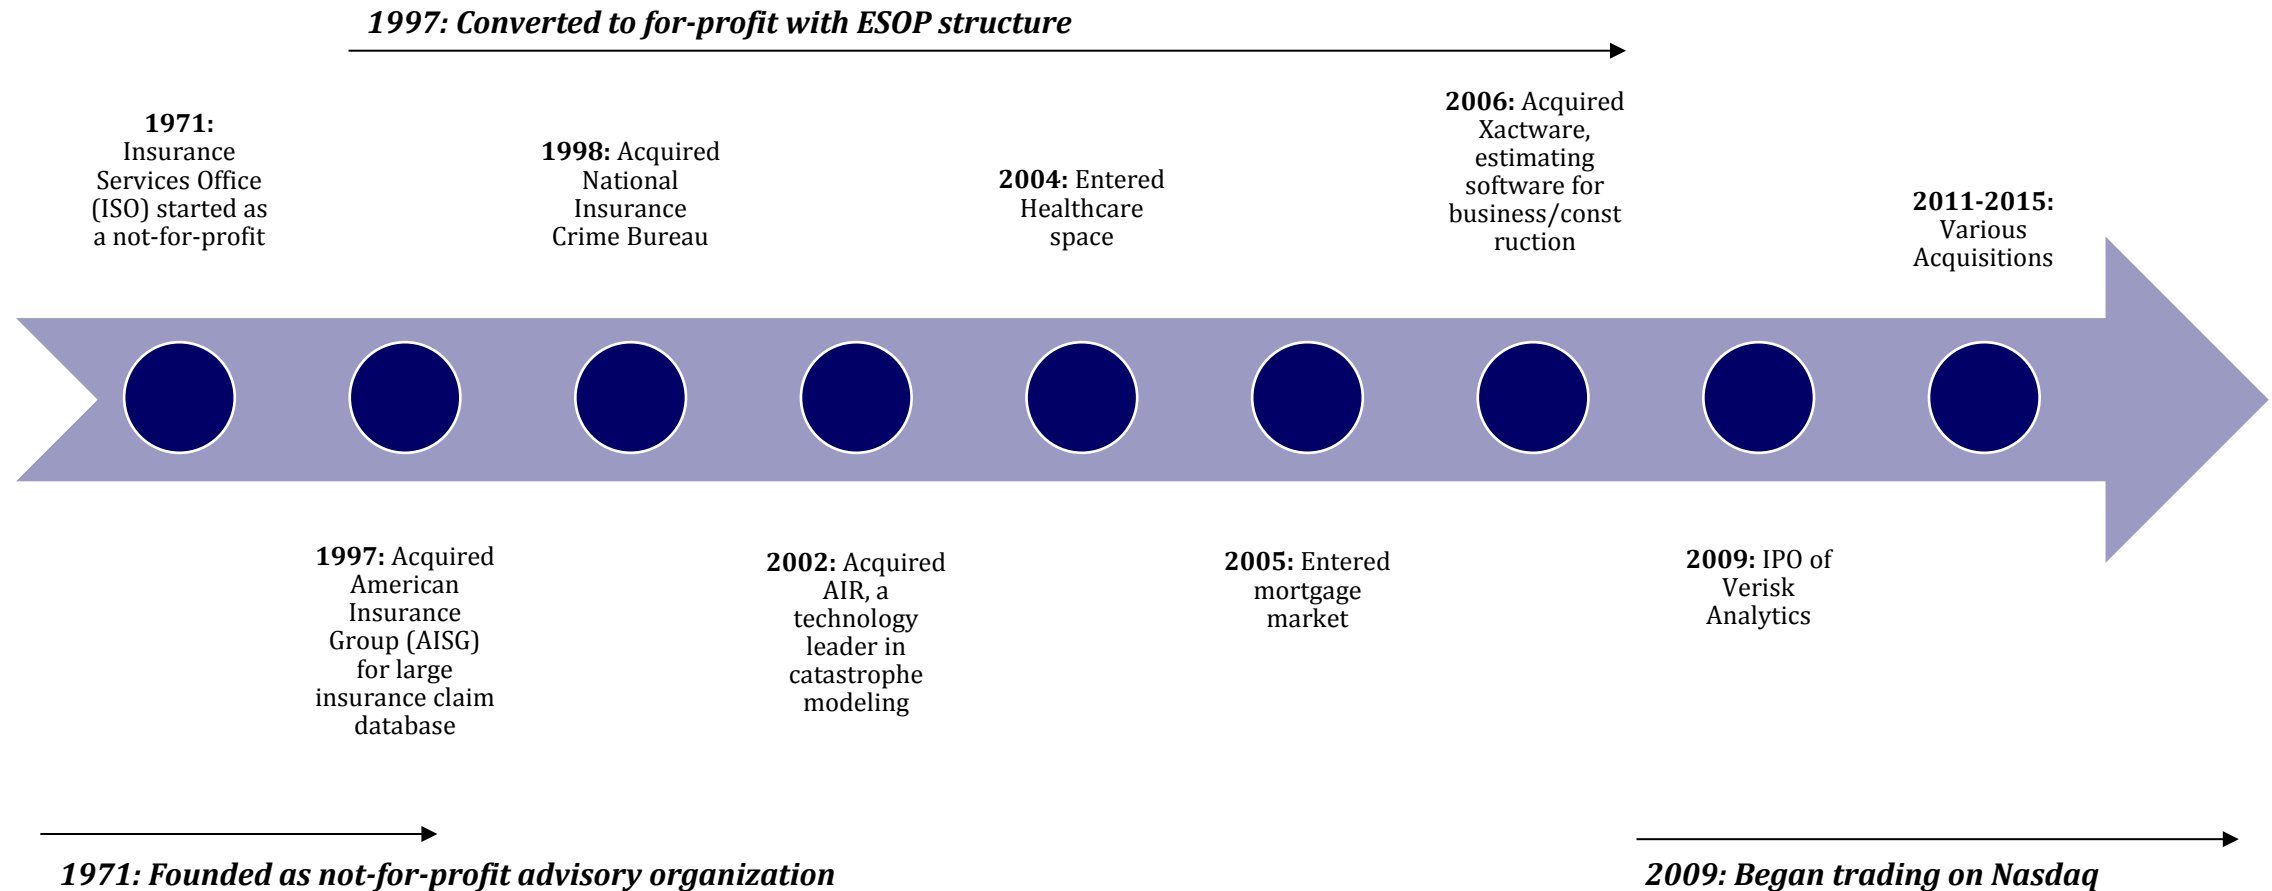 1997: Converted to for-profit with ESOP structure
1971:
Insurance
Services Office
(ISO) started as
a not-for-profit
1998: Acquired
National
Insurance
Crime Bureau
2004: Entered
Healthcare
space
2006: Acquired
Xactware,
estimating
software for
business/const
ruction
2011-2015:
Various
Acquisitions
1997: Acquired
American
Insurance
Group (AISG)
for large
insurance claim
database
2002: Acquired
AIR, a
technology
leader in
catastrophe
modeling
2005: Entered
mortgage
market
2009: IPO of
Verisk
Analytics
1971: Founded as not-for-profit advisory organization
2009: Began trading on Nasdaq